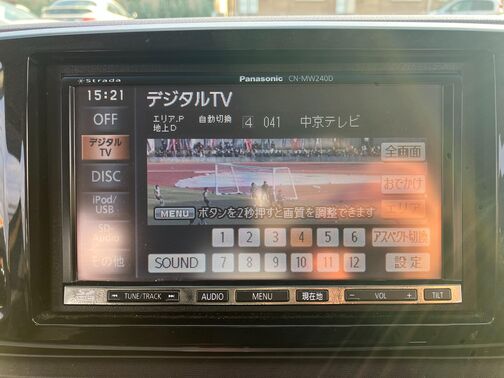 Strada
Panasonic CN-MW240D
15:21
デジタルTV
OFF
エリア.P 自動切換 4 041 中京テレビ
地上D
デジタル
TV
全画面
DISC
おでかけ
iPod/
USB
エリア
MENU ボタンを2秒押すと画質を調整できます
SD-
Audio
1 2 3 4 5 6 アスペクト切換
その他
SOUND 7 8 9 10 11 12 設定
TUNE/TRACK AUDIO MENU 現在地 − VOL + TILT